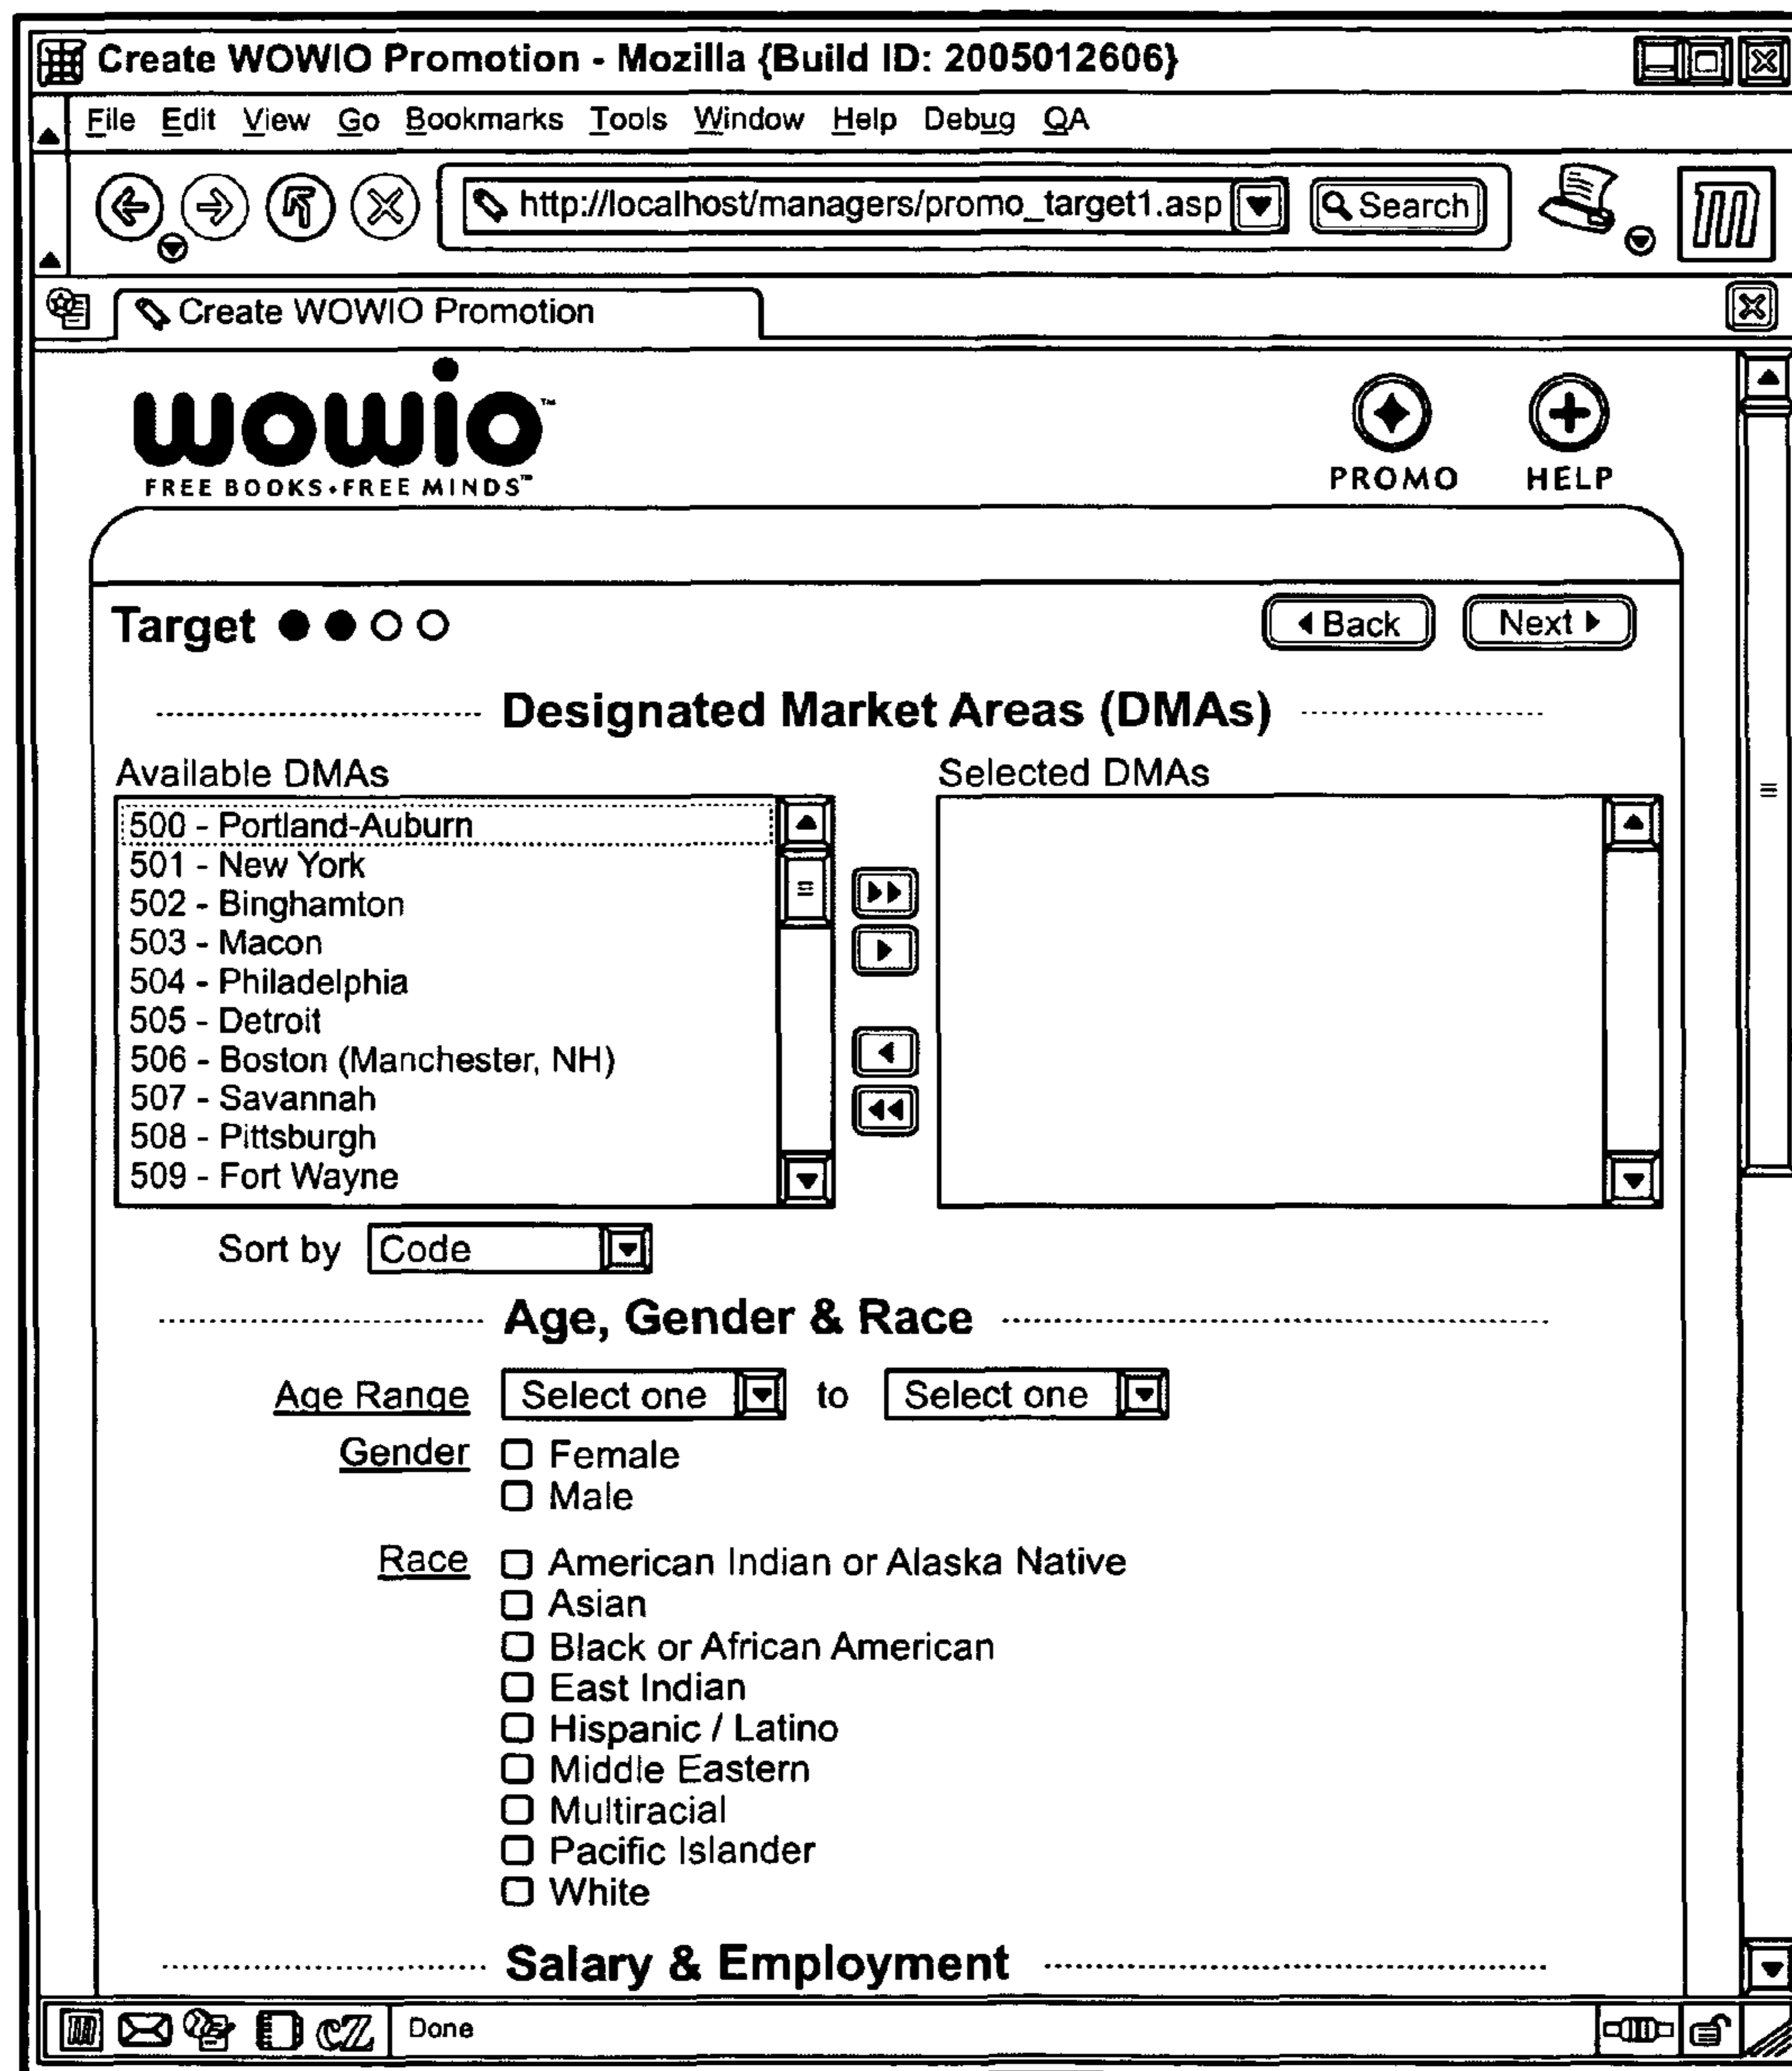 Create WOWIO Promotion - Mozilla {Build ID: 2005012606}
File Edit View Go Bookmarks Tools Window Help Debug QA
http://localhost/managers/promo_target1.asp Search
Create WOWIO Promotion
wowio™
FREE BOOKS•FREE MINDS™
PROMO HELP
Target Back Next
Designated Market Areas (DMAs)
Available DMAs Selected DMAs
500 - Portland-Auburn
501 - New York
502 - Binghamton
503 - Macon
504 - Philadelphia
505 - Detroit
506 - Boston (Manchester, NH)
507 - Savannah
508 - Pittsburgh
509 - Fort Wayne
Sort by Code
Age, Gender & Race
Age Range Select one to Select one
Gender Female
Male
Race American Indian or Alaska Native
Asian
Black or African American
East Indian
Hispanic / Latino
Middle Eastern
Multiracial
Pacific Islander
White
Salary & Employment
cZ Done